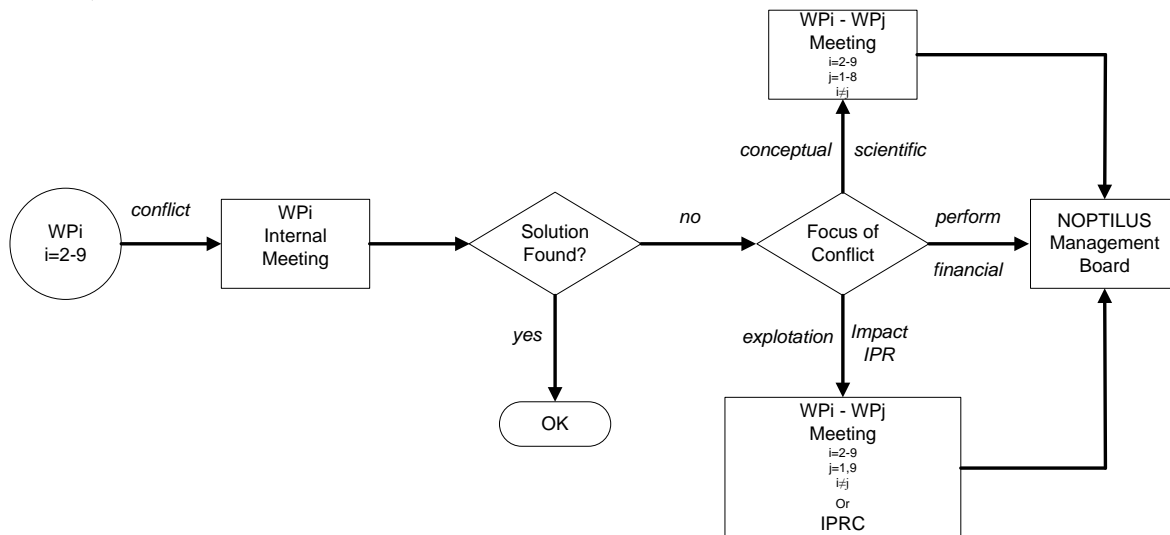 WPi
i=2-9
conflict
WPi
Internal
Meeting
Solution
Found?
yes
OK
no
Focus of
Conflict
conceptual
scientific
WPi - WPj
Meeting
i=2-9
j=1-8
i≠j
perform
financial
NOPTILUS
Management
Board
explotation
Impact
IPR
WPi - WPj
Meeting
i=2-9
j=1,9
i≠j
Or
IPRC